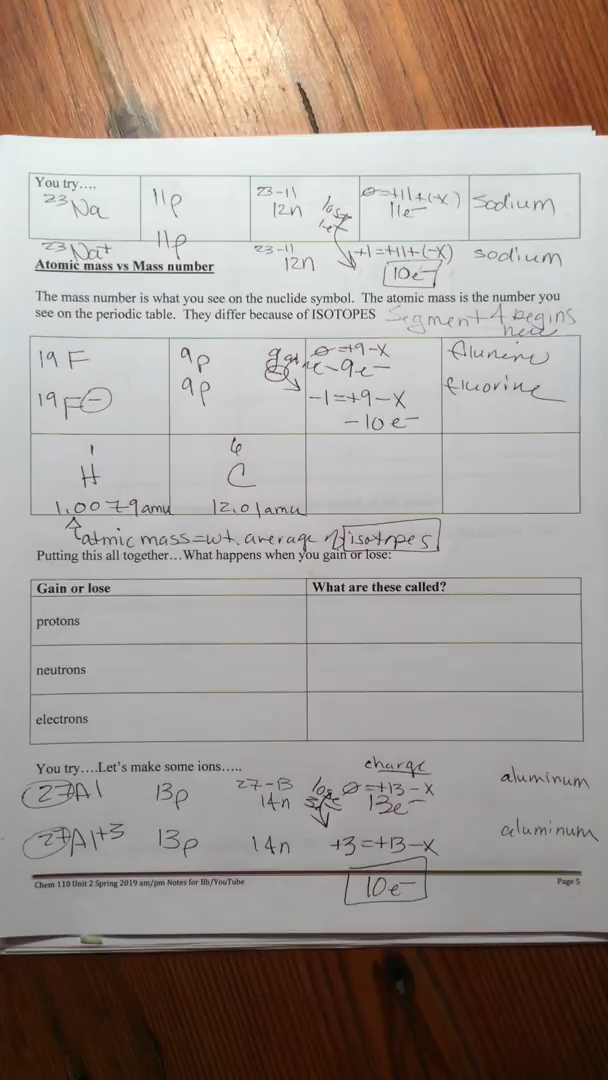 You try….
23Na 11p 23-11 0=+11+(-x) sodium
12n lose 11e-
1e-
23Na+ 11p 23-11 +1=+11+(-x) sodium
12n 10e-
Atomic mass vs Mass number
The mass number is what you see on the nuclide symbol. The atomic mass is the number you
see on the periodic table. They differ because of ISOTOPES Segment 4 begins
here
19F 9p gain 0=+9-x
9e-
19F- 9p -1=+9-x fluorine
-10e-
1 6
H C
1.0079amu 12.01amu
atmic mass=wt. average of isotopes
Putting this all together…What happens when you gain or lose:
Gain or lose What are these called?
protons
neutrons
electrons
You try….Let's make some ions….. charge
27Al 13p 27-13 lose 0=+13-x aluminum
14n 3e- 13e-
27Al+3 13p 14n +3=+13-x aluminum
Chem 110 Unit 2 Spring 2019 am/pm Notes for Bb/YouTube Page 5
10e-